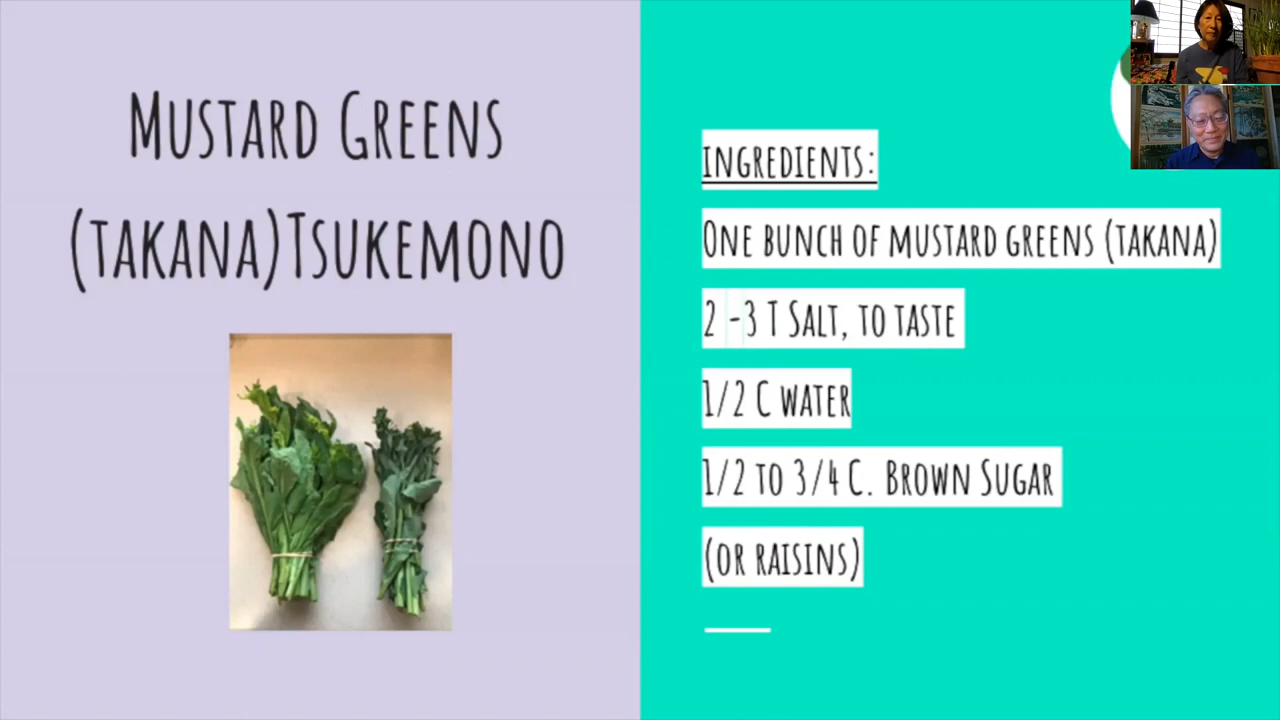 MUSTARD GREENS
(TAKANA)TSUKEMONO
INGREDIENTS:
ONE BUNCH OF MUSTARD GREENS (TAKANA)
2 -3 T SALT, TO TASTE
1/2 C WATER
1/2 TO 3/4 C. BROWN SUGAR
(OR RAISINS)